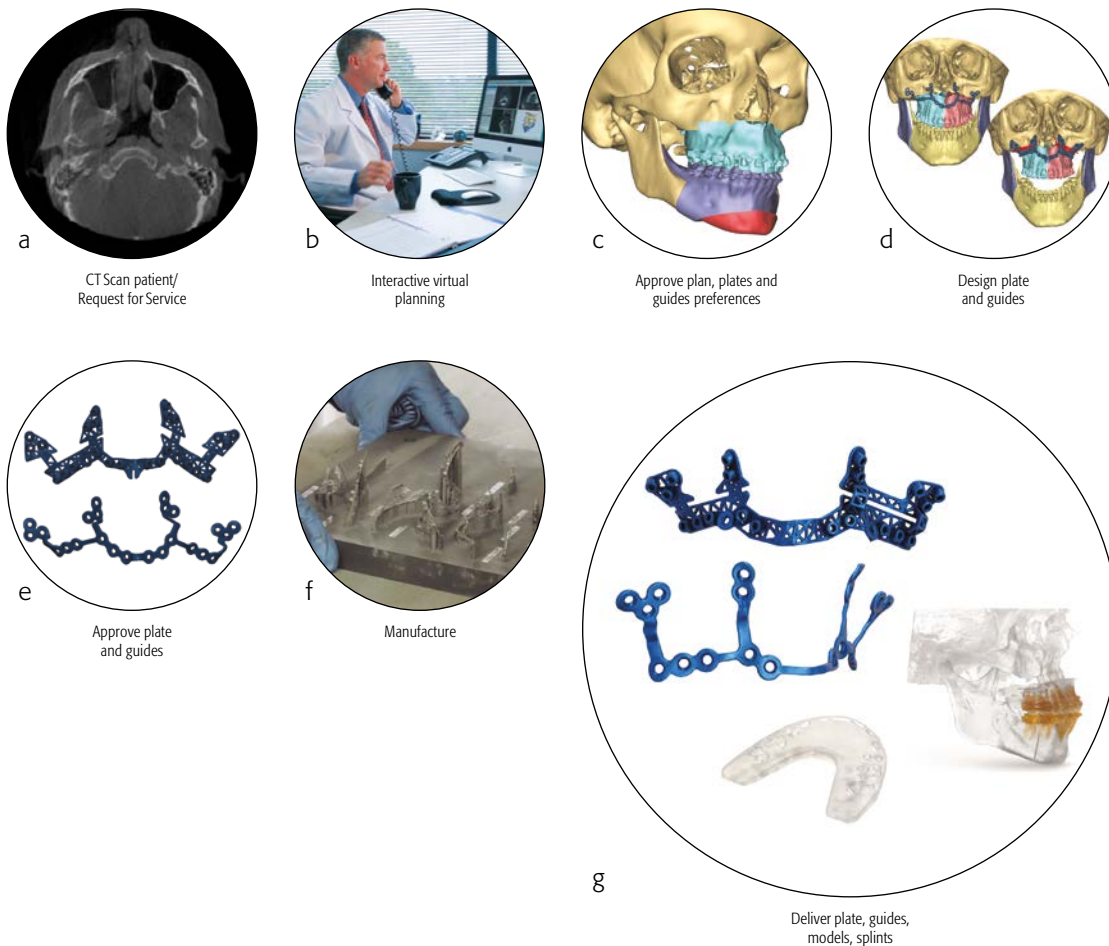 a
CT Scan patient/
Request for Service
b
Interactive virtual
planning
c
Approve plan, plates and
guides preferences
d
Design plate
and guides
e
Approve plate
and guides
f
Manufacture
g
Deliver plate, guides,
models, splints